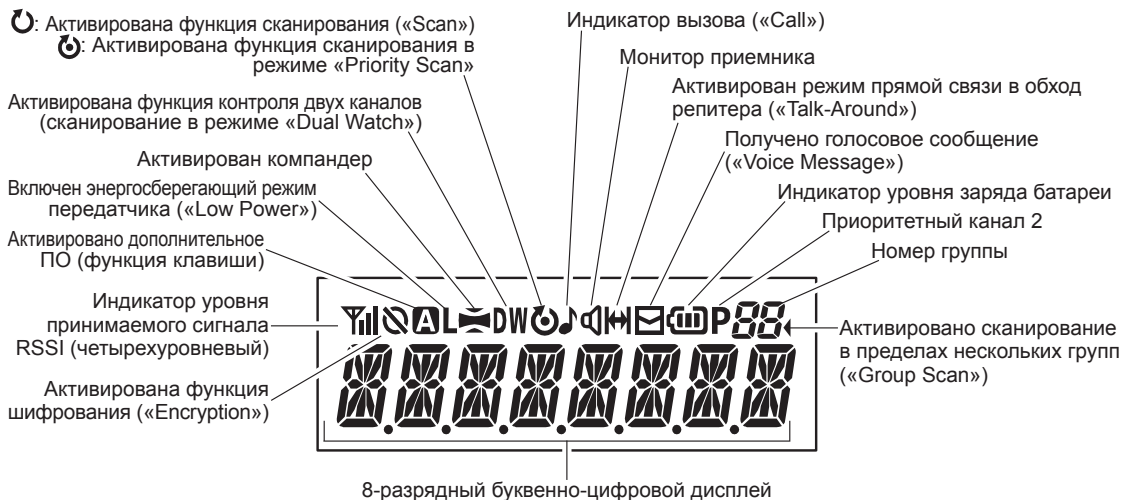 : Активирована функция сканирования («Scan»)
: Активирована функция сканирования в
режиме «Priority Scan»
Активирована функция контроля двух каналов
(сканирование в режиме «Dual Watch»)
Активирован компандер
Включен энергосберегающий режим
передатчика («Low Power»)
Активировано дополнительное
ПО (функция клавиши)
Индикатор уровня
принимаемого сигнала
RSSI (четырехуровневый)
Активирована функция
шифрования («Encryption»)
Индикатор вызова («Call»)
Монитор приемника
Активирован режим прямой связи в обход
репитера («Talk-Around»)
Получено голосовое сообщение
(«Voice Message»)
Индикатор уровня заряда батареи
Приоритетный канал 2
Номер группы
Активировано сканирование
в пределах нескольких групп
(«Group Scan»)
A L DW P 88
8-разрядный буквенно-цифровой дисплей